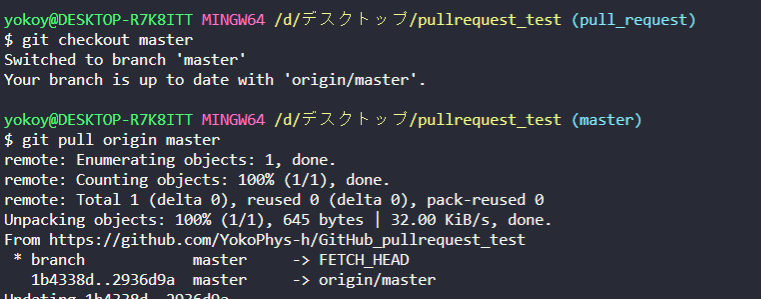 yokoy@DESKTOP-R7K8ITT MINGW64 /d/デスクトップ/pullrequest_test (pull_request)
$ git checkout master
Switched to branch 'master'
Your branch is up to date with 'origin/master'.
yokoy@DESKTOP-R7K8ITT MINGW64 /d/デスクトップ/pullrequest_test (master)
$ git pull origin master
remote: Enumerating objects: 1, done.
remote: Counting objects: 100% (1/1), done.
remote: Total 1 (delta 0), reused 0 (delta 0), pack-reused 0
Unpacking objects: 100% (1/1), 645 bytes | 32.00 KiB/s, done.
From https://github.com/YokoPhys-h/GitHub_pullrequest_test
 * branch            master     -> FETCH_HEAD
   1b4338d..2936d9a  master     -> origin/master
Updating 1b4338d..2936d9a